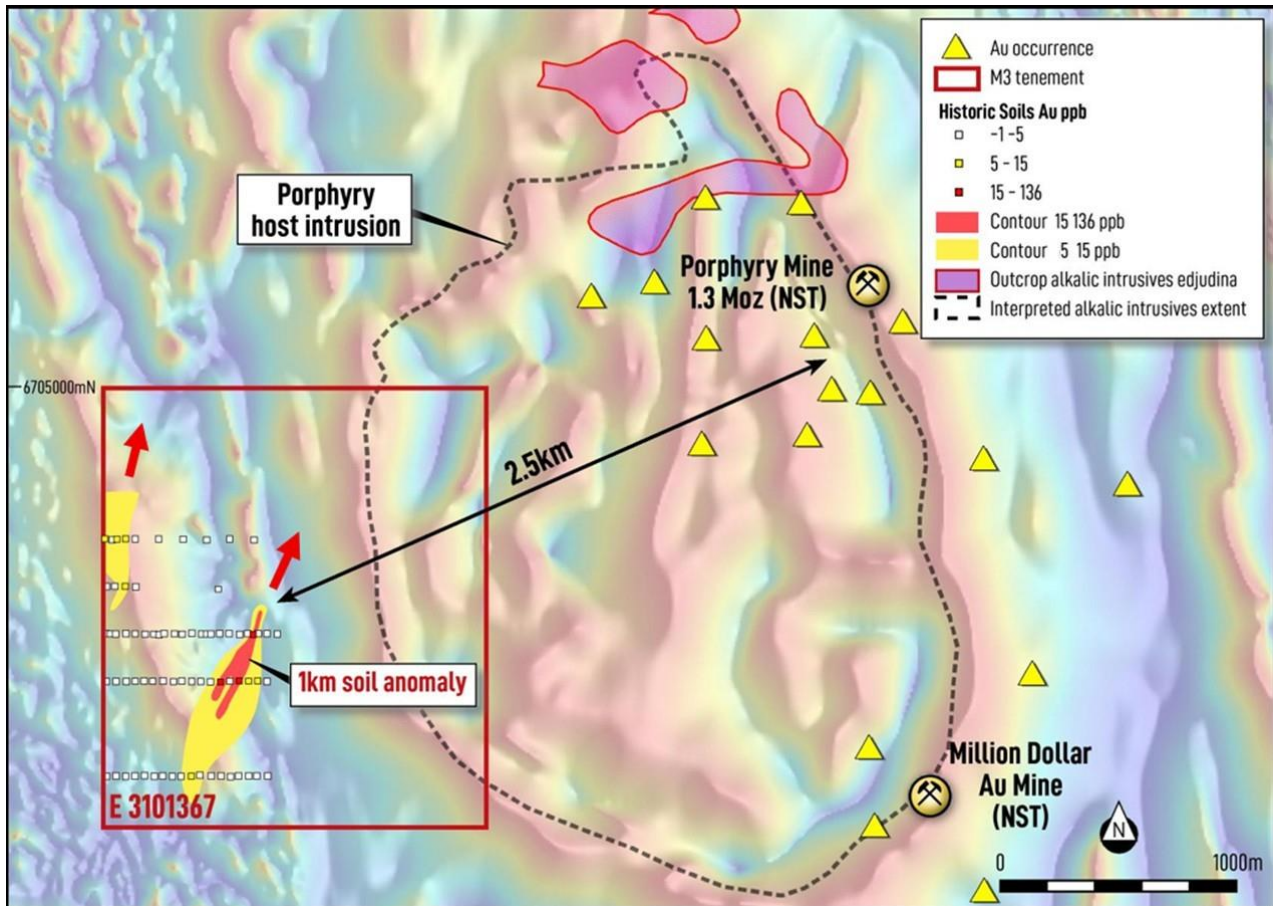 Au occurrence
M3 tenement
Historic Soils Au ppb
-1 -5
5 - 15
15 - 136
Contour 15 136 ppb
Contour 5 15 ppb
Outcrop alkalic intrusives edjudina
Interpreted alkalic intrusives extent
Porphyry
host intrusion
Porphyry Mine
1.3 Moz (NST)
6705000mN
2.5km
1km soil anomaly
E 3101367
Million Dollar
Au Mine
(NST)
N
0 1000m